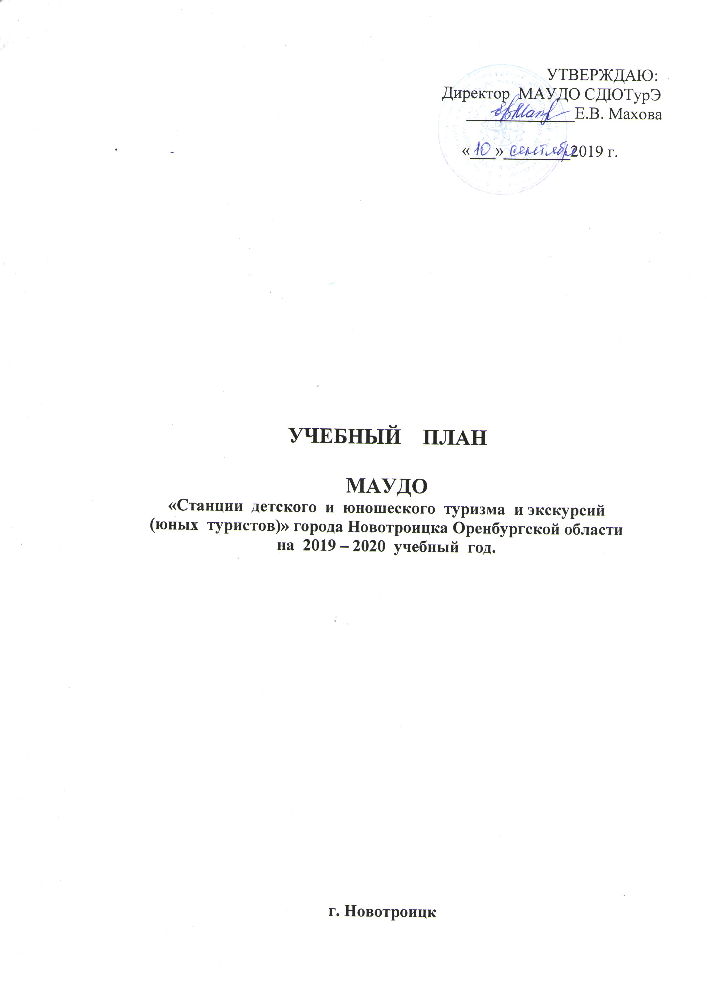 УТВЕРЖДАЮ:
Директор МАУДО СДЮТурЭ
Е.В. Махова
«10» сентября 2019 г.
УЧЕБНЫЙ ПЛАН
МАУДО
«Станции детского и юношеского туризма и экскурсий
(юных туристов)» города Новотроицка Оренбургской области
на 2019 – 2020 учебный год.
г. Новотроицк